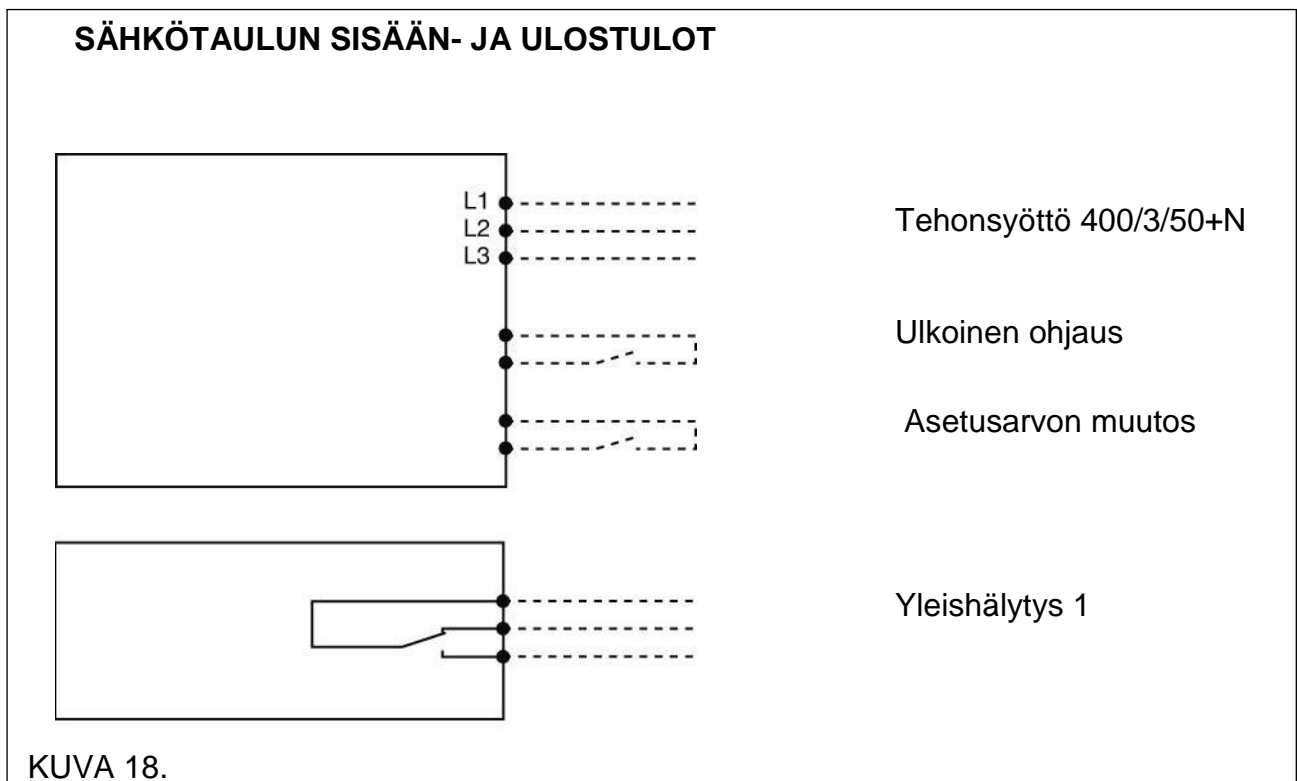 SÄHKÖTAULUN SISÄÄN- JA ULOSTULOT
L1
L2
L3
Tehonsyöttö 400/3/50+N
Ulkoinen ohjaus
Asetusarvon muutos
Yleishälytys 1
KUVA 18.